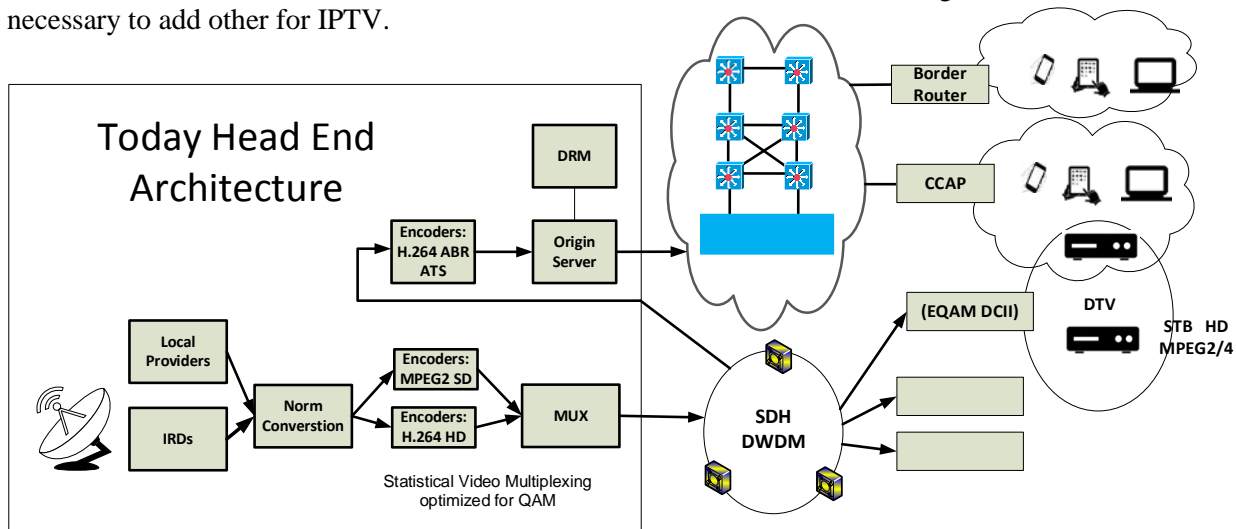 necessary to add other for IPTV.
Today Head End
Architecture
DRM
Encoders:
H.264 ABR
ATS
Origin
Server
Local
Providers
IRDs
Norm
Converstion
Encoders:
MPEG2 SD
Encoders:
H.264 HD
MUX
Statistical Video Multiplexing
optimized for QAM
SDH
DWDM
Border
Router
CCAP
(EQAM DCII)
DTV
STB HD
MPEG2/4